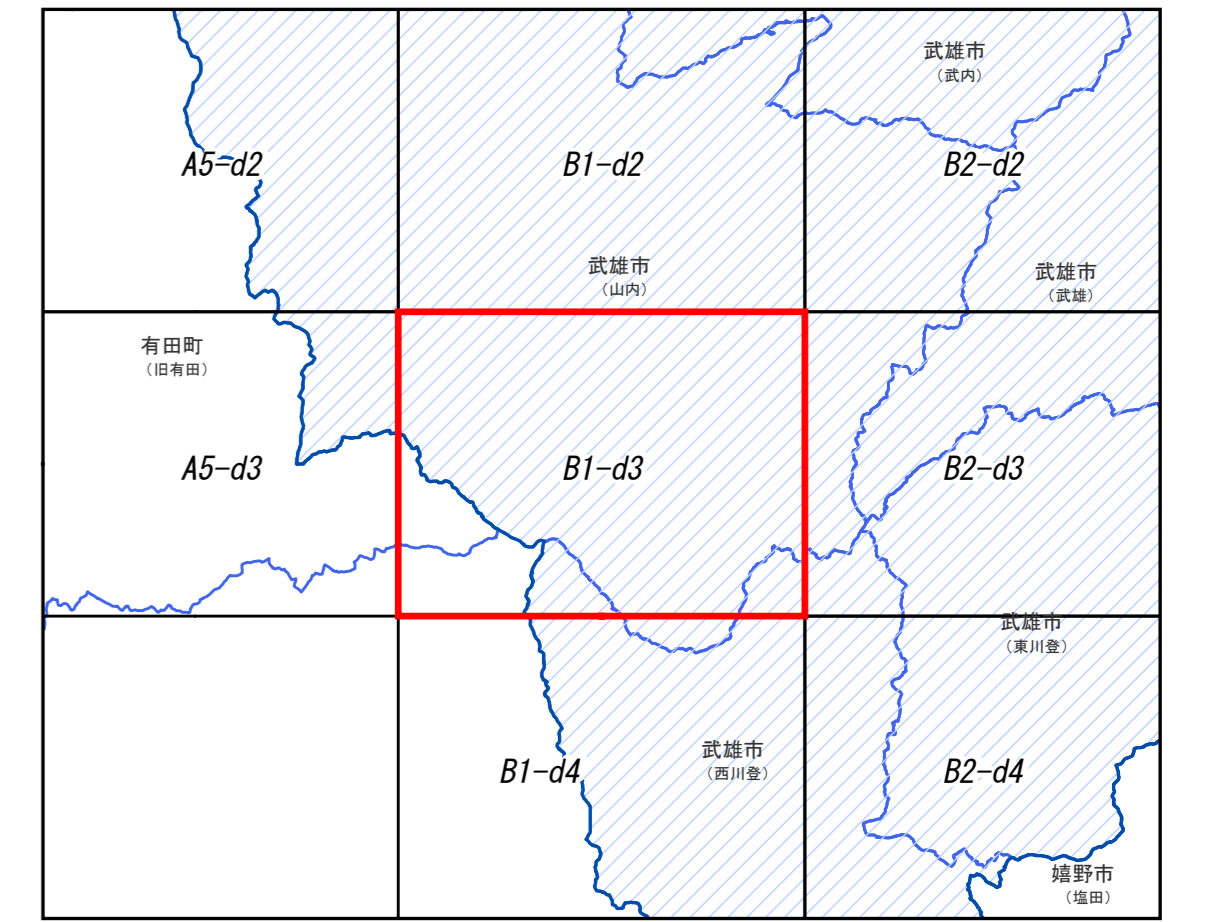 武雄市
（武内）
A5-d2
B1-d2
B2-d2
武雄市
（山内）
武雄市
（武雄）
有田町
（旧有田）
A5-d3
B1-d3
B2-d3
武雄市
（東川登）
武雄市
（西川登）
B1-d4
B2-d4
嬉野市
（塩田）